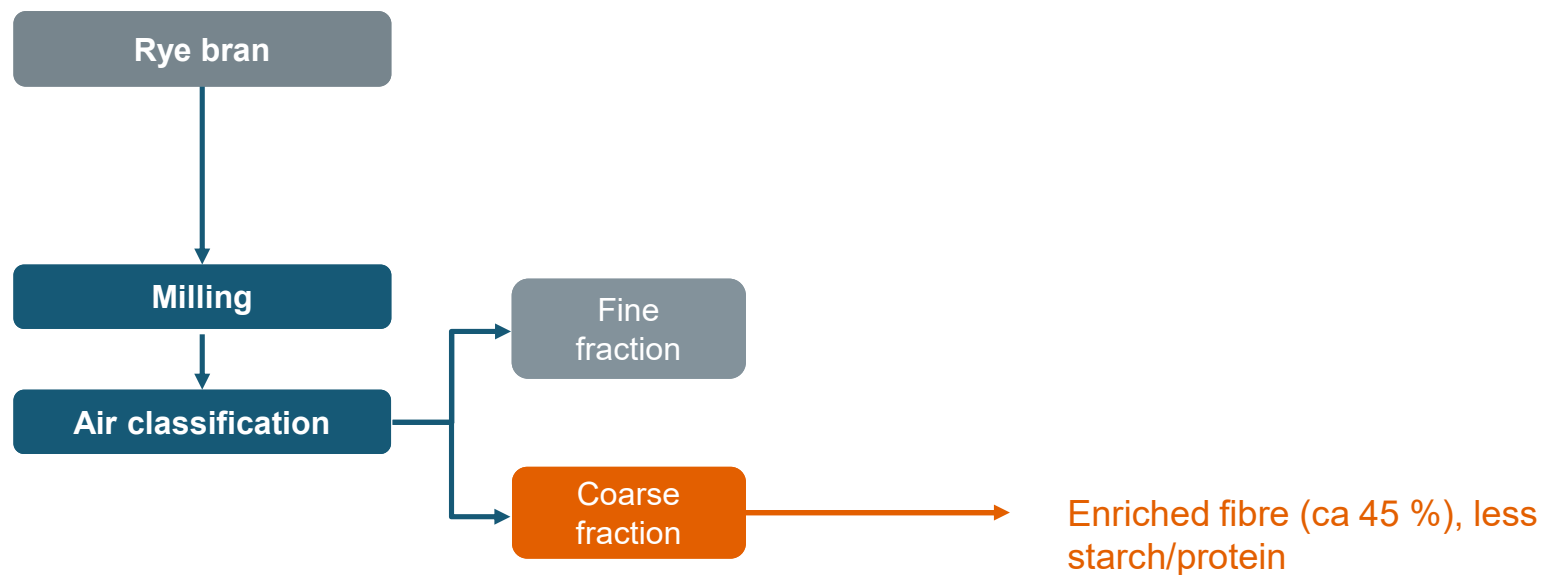 Rye bran
Milling
Air classification
Fine
fraction
Coarse
fraction
Enriched fibre (ca 45 %), less
starch/protein